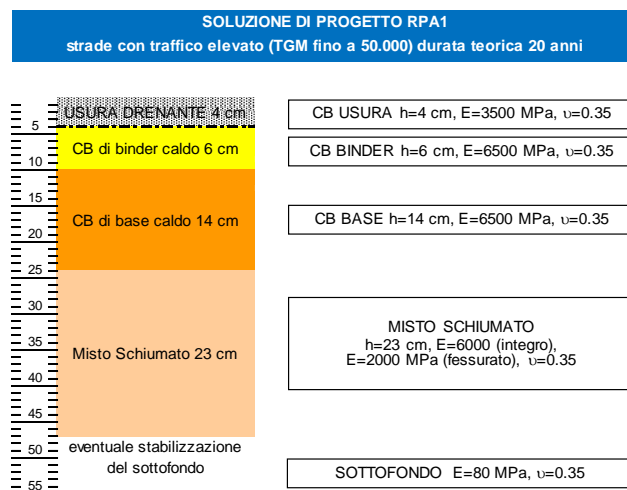 SOLUZIONE DI PROGETTO RPA1
strade con traffico elevato (TGM fino a 50.000) durata teorica 20 anni
USURA DRENANTE 4 cm
CB USURA h=4 cm, E=3500 MPa, υ=0.35
5
CB di binder caldo 6 cm
CB BINDER h=6 cm, E=6500 MPa, υ=0.35
10
15
CB di base caldo 14 cm
CB BASE h=14 cm, E=6500 MPa, υ=0.35
20
25
30
MISTO SCHIUMATO
35
h=23 cm, E=6000 (integro),
Misto Schiumato 23 cm
E=2000 MPa (fessurato), υ=0.35
40
45
50
eventuale stabilizzazione
del sottofondo
SOTTOFONDO E=80 MPa, υ=0.35
55